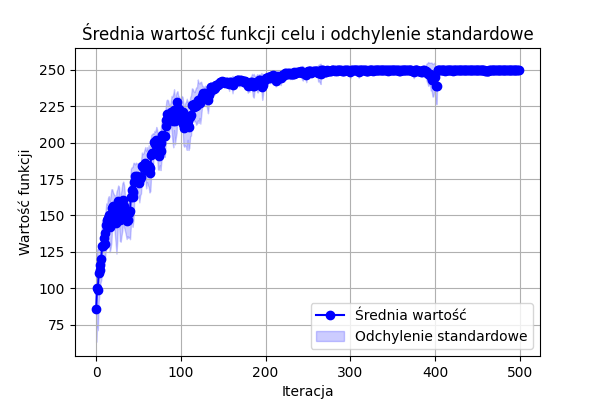 Średnia wartość funkcji celu i odchylenie standardowe
250
225
200
175
150
125
100
75
Wartość funkcji
0 100 200 300 400 500
Iteracja
Średnia wartość
Odchylenie standardowe